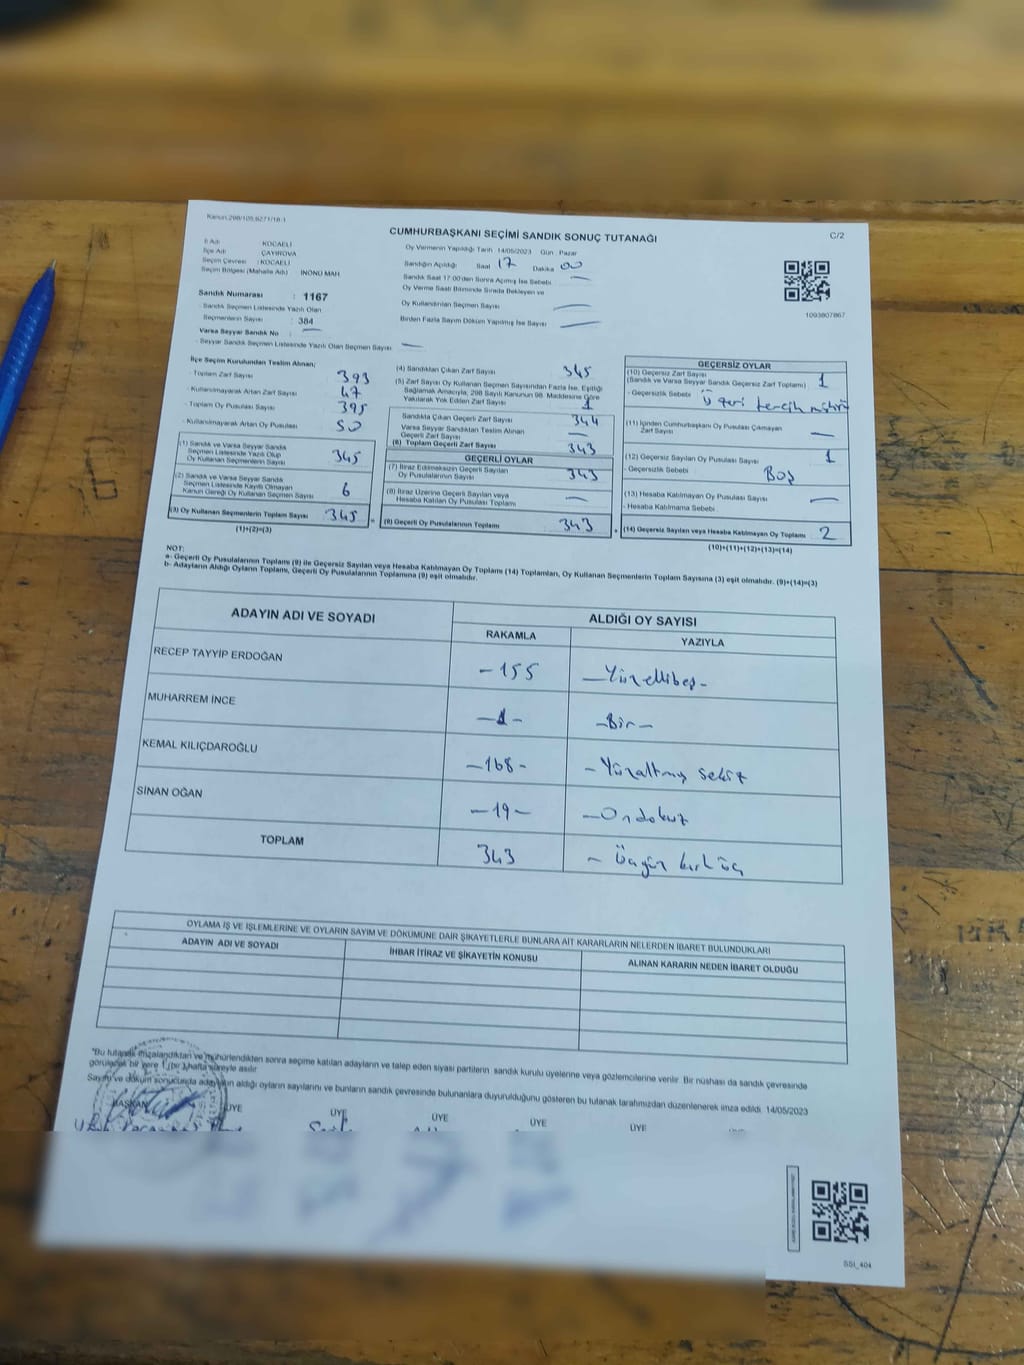 Kanun:298/105,6271/18-1
CUMHURBAŞKANI SEÇİMİ SANDIK SONUÇ TUTANAĞI
C/2
İl Adı : KOCAELİ
İlçe Adı : ÇAYIROVA
Seçim Çevresi : KOCAELİ
Seçim Bölgesi (Mahalle Adı) : İNÖNÜ MAH
Sandık Numarası : 1167
- Sandık Seçmen Listesinde Yazılı Olan
Seçmenlerin Sayısı : 384
Varsa Seyyar Sandık No : —
- Seyyar Sandık Seçmen Listesinde Yazılı Olan Seçmen Sayısı : —
Oy Vermenin Yapıldığı Tarih :14/05/2023 Gün : Pazar
Sandığın Açıldığı Saat 17 Dakika 00
Sandık Saat 17:00'den Sonra Açılmış İse Sebebi —
Oy Verme Saati Bitiminde Sırada Bekleyen ve
Oy Kullandırılan Seçmen Sayısı —
Birden Fazla Sayım Döküm Yapılmış İse Sayısı —
1093807867
İlçe Seçim Kurulundan Teslim Alınan;
- Toplam Zarf Sayısı 393
- Kullanılmayarak Artan Zarf Sayısı 47
- Toplam Oy Pusulası Sayısı 395
- Kullanılmayarak Artan Oy Pusulası 50
(1) Sandık ve Varsa Seyyar Sandık
Seçmen Listesinde Yazılı Olup
Oy Kullanan Seçmenlerin Sayısı 345
(2) Sandık ve Varsa Seyyar Sandık
Seçmen Listesinde Kayıtlı Olmayan
Kanun Gereği Oy Kullanan Seçmen Sayısı 6
(3) Oy Kullanan Seçmenlerin Toplam Sayısı 345
(1)+(2)=(3)
(4) Sandıktan Çıkan Zarf Sayısı 345
(5) Zarf Sayısı Oy Kullanan Seçmen Sayısından Fazla İse, Eşitliği
Sağlamak Amacıyla, 298 Sayılı Kanunun 98. Maddesine Göre
Yakılarak Yok Edilen Zarf Sayısı 1
Sandıkta Çıkan Geçerli Zarf Sayısı 344
Varsa Seyyar Sandıktan Teslim Alınan
Geçerli Zarf Sayısı —
(6) Toplam Geçerli Zarf Sayısı 343
GEÇERLİ OYLAR
(7) İtiraz Edilmeksizin Geçerli Sayılan
Oy Pusulalarının Sayısı 343
(8) İtiraz Üzerine Geçerli Sayılan veya
Hesaba Katılan Oy Pusulası Toplamı —
(9) Geçerli Oy Pusulalarının Toplamı 343
GEÇERSİZ OYLAR
(10) Geçersiz Zarf Sayısı
(Sandık ve Varsa Seyyar Sandık Geçersiz Zarf Toplamı) 1
- Geçersizlik Sebebi tercih
(11) İçinden Cumhurbaşkanı Oy Pusulası Çıkmayan
Zarf Sayısı —
(12) Geçersiz Sayılan Oy Pusulası Sayısı 1
- Geçersizlik Sebebi Boş
(13) Hesaba Katılmayan Oy Pusulası Sayısı —
- Hesaba Katılmama Sebebi
(14) Geçersiz Sayılan veya Hesaba Katılmayan Oy Toplamı 2
(10)+(11)+(12)+(13)=(14)
NOT:
a- Geçerli Oy Pusulalarının Toplamı (9) ile Geçersiz Sayılan veya Hesaba Katılmayan Oy Toplamı (14) Toplamları, Oy Kullanan Seçmenlerin Toplam Sayısına (3) eşit olmalıdır. (9)+(14)=(3)
b- Adayların Aldığı Oyların Toplamı, Geçerli Oy Pusulalarının Toplamına (9) eşit olmalıdır.
ADAYIN ADI VE SOYADI
ALDIĞI OY SAYISI
RAKAMLA YAZIYLA
RECEP TAYYİP ERDOĞAN –155 –Yüzellibeş–
MUHARREM İNCE –1– –Bir–
KEMAL KILIÇDAROĞLU –168– –Yüzaltmış sekiz
SİNAN OĞAN –19– –Ondokuz
TOPLAM 343 – Üçyüz kırk üç
OYLAMA İŞ VE İŞLEMLERİNE VE OYLARIN SAYIM VE DÖKÜMÜNE DAİR ŞİKAYETLERLE BUNLARA AİT KARARLARIN NELERDEN İBARET BULUNDUKLARI
ADAYIN ADI VE SOYADI İHBAR İTİRAZ VE ŞİKAYETİN KONUSU ALINAN KARARIN NEDEN İBARET OLDUĞU
"Bu tutanak imzalandıktan ve mühürlendikten sonra seçime katılan adayların ve talep eden siyasi partilerin sandık kurulu üyelerine veya gözlemcilerine verilir. Bir nüshası da sandık çevresinde
görülecek bir yere 1 (bir) hafta süreyle asılır
Sayım ve döküm sonucunda adayların aldığı oyların sayılarını ve bunların sandık çevresinde bulunanlara duyurulduğunu gösteren bu tutanak tarafımızdan düzenlenerek imza edildi. 14/05/2023
BAŞKAN ÜYE ÜYE ÜYE ÜYE ÜYE
SSİ_404